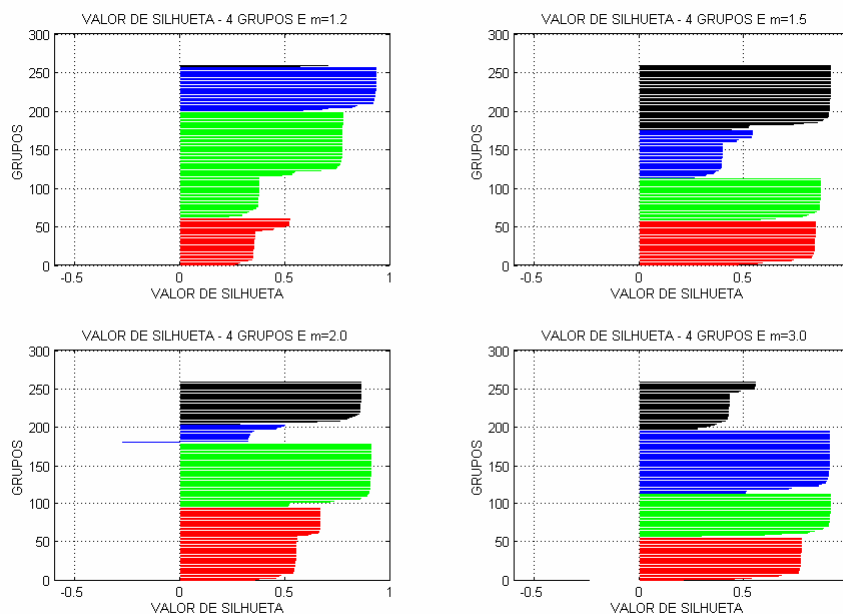 VALOR DE SILHUETA - 4 GRUPOS E m=1.2
300
250
200
150
100
50
0
GRUPOS
-0.5 0 0.5 1
VALOR DE SILHUETA
VALOR DE SILHUETA - 4 GRUPOS E m=1.5
300
250
200
150
100
50
0
GRUPOS
-0.5 0 0.5
VALOR DE SILHUETA
VALOR DE SILHUETA - 4 GRUPOS E m=2.0
300
250
200
150
100
50
0
GRUPOS
-0.5 0 0.5 1
VALOR DE SILHUETA
VALOR DE SILHUETA - 4 GRUPOS E m=3.0
300
250
200
150
100
50
0
GRUPOS
-0.5 0 0.5
VALOR DE SILHUETA